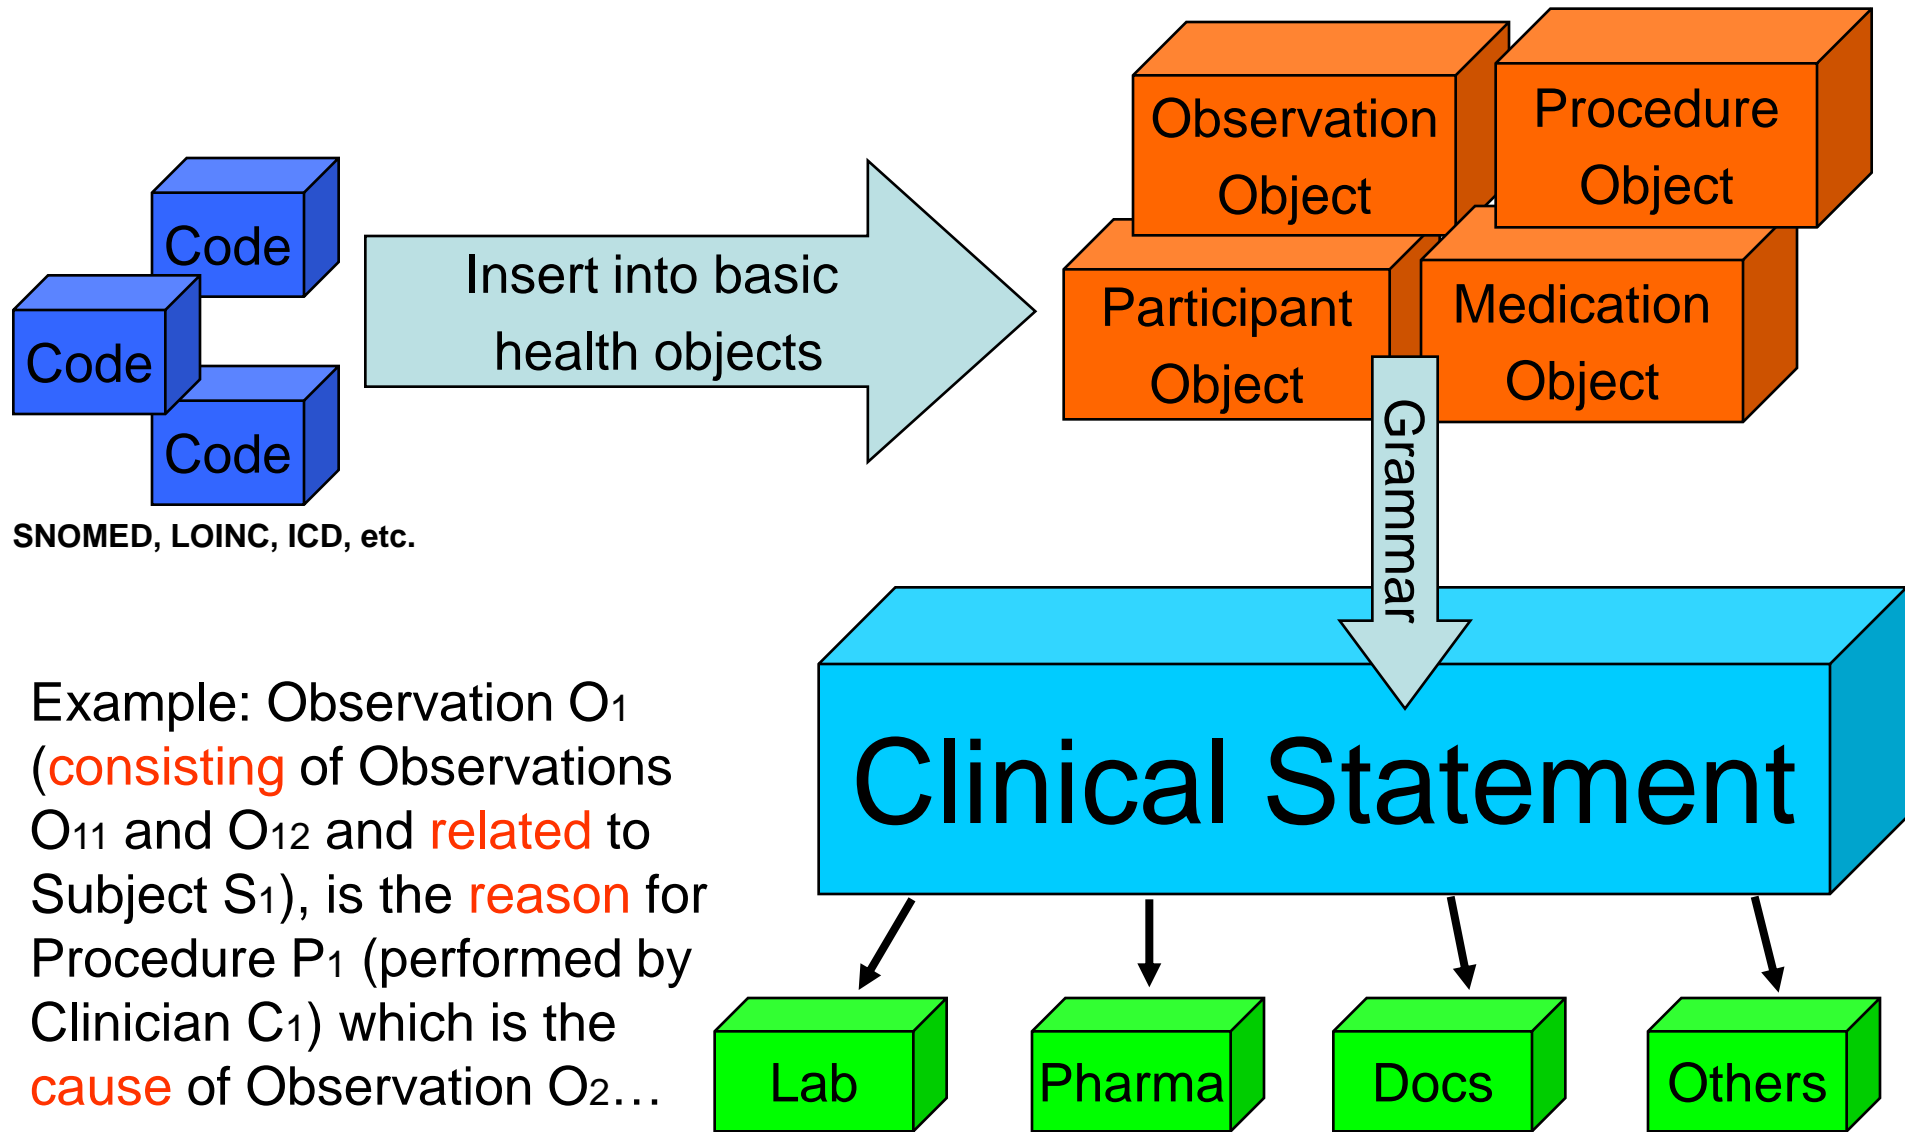 Code
Code
Code
SNOMED, LOINC, ICD, etc.
Insert into basic
health objects
Observation
Object
Procedure
Object
Participant
Object
Medication
Object
Grammar
Clinical Statement
Example: Observation O1
(consisting of Observations
O11 and O12 and related to
Subject S1), is the reason for
Procedure P1 (performed by
Clinician C1) which is the
cause of Observation O2…
Lab
Pharma
Docs
Others